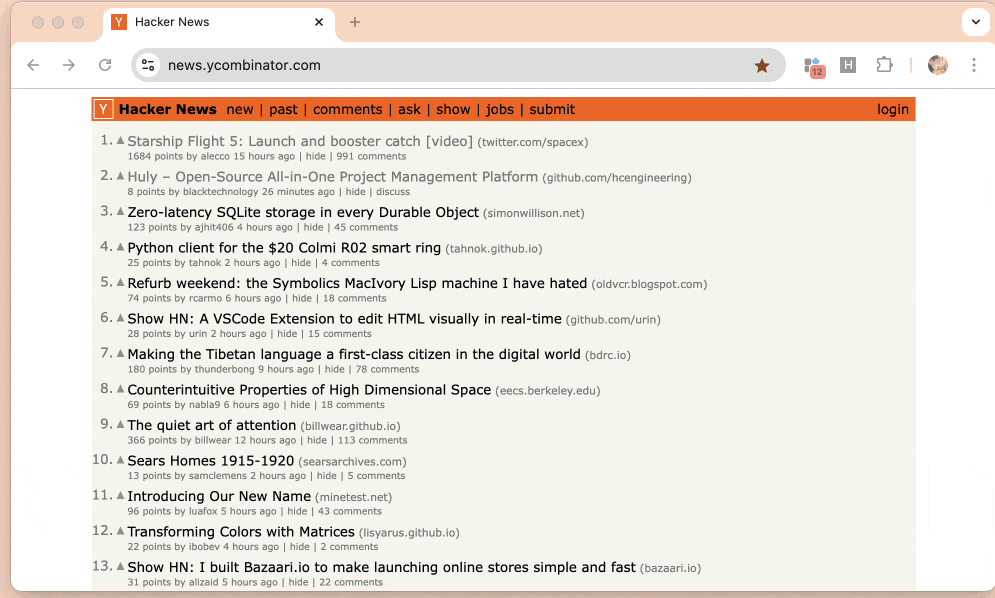 Y Hacker News
news.ycombinator.com 12 H
Y Hacker News new | past | comments | ask | show | jobs | submit login
1. Starship Flight 5: Launch and booster catch [video] (twitter.com/spacex)
1684 points by alecco 15 hours ago | hide | 991 comments
2. Huly – Open-Source All-in-One Project Management Platform (github.com/hcengineering)
8 points by blacktechnology 26 minutes ago | hide | discuss
3. Zero-latency SQLite storage in every Durable Object (simonwillison.net)
123 points by ajhit406 4 hours ago | hide | 45 comments
4. Python client for the $20 Colmi R02 smart ring (tahnok.github.io)
25 points by tahnok 2 hours ago | hide | 4 comments
5. Refurb weekend: the Symbolics MacIvory Lisp machine I have hated (oldvcr.blogspot.com)
74 points by rcarmo 6 hours ago | hide | 18 comments
6. Show HN: A VSCode Extension to edit HTML visually in real-time (github.com/urin)
28 points by urin 2 hours ago | hide | 15 comments
7. Making the Tibetan language a first-class citizen in the digital world (bdrc.io)
180 points by thunderbong 9 hours ago | hide | 78 comments
8. Counterintuitive Properties of High Dimensional Space (eecs.berkeley.edu)
69 points by nabla9 6 hours ago | hide | 18 comments
9. The quiet art of attention (billwear.github.io)
366 points by billwear 12 hours ago | hide | 113 comments
10. Sears Homes 1915-1920 (searsarchives.com)
13 points by samclemens 2 hours ago | hide | 5 comments
11. Introducing Our New Name (minetest.net)
96 points by luafox 5 hours ago | hide | 43 comments
12. Transforming Colors with Matrices (lisyarus.github.io)
22 points by ibobev 4 hours ago | hide | 2 comments
13. Show HN: I built Bazaari.io to make launching online stores simple and fast (bazaari.io)
31 points by alizaid 5 hours ago | hide | 22 comments